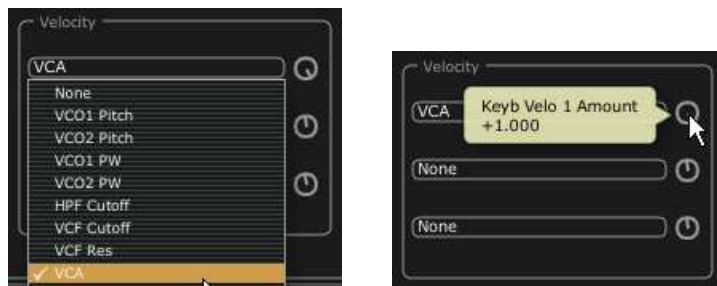 Velocity
VCA
None
VCO1 Pitch
VCO2 Pitch
VCO1 PW
VCO2 PW
HPF Cutoff
VCF Cutoff
VCF Res
VCA
Velocity
VCA
Keyb Velo 1 Amount
+1.000
None
None